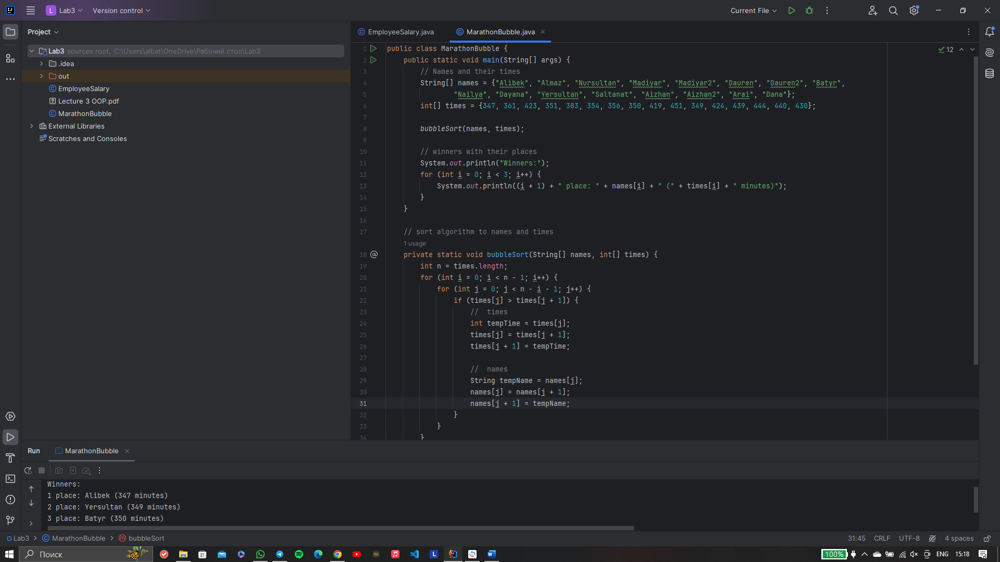 L Lab3 Version control Current File
Project
Lab3 sources root, C:\Users\albat\OneDrive\Рабочий стол\Lab3
.idea
out
EmployeeSalary
Lecture 3 OOP.pdf
MarathonBubble
External Libraries
Scratches and Consoles
EmployeeSalary.java MarathonBubble.java
12
1 public class MarathonBubble {
2 public static void main(String[] args) {
3 // Names and their times
4 String[] names = {"Alibek", "Almaz", "Nursultan", "Madiyar", "Madiyar2", "Dauren", "Dauren2", "Batyr",
5 "Nailya", "Dayana", "Yersultan", "Saltanat", "Aizhan", "Aizhan2", "Arai", "Dana"};
6 int[] times = {347, 361, 423, 351, 383, 354, 356, 350, 419, 451, 349, 424, 439, 444, 440, 430};
7
8 bubbleSort(names, times);
9
10 // winners with their places
11 System.out.println("Winners:");
12 for (int i = 0; i < 3; i++) {
13 System.out.println((i + 1) + " place: " + names[i] + " (" + times[i] + " minutes)");
14 }
15 }
16
17 // sort algorithm to names and times
1 usage
18 private static void bubbleSort(String[] names, int[] times) {
19 int n = times.length;
20 for (int i = 0; i < n - 1; i++) {
21 for (int j = 0; j < n - i - 1; j++) {
22 if (times[j] > times[j + 1]) {
23 // times
24 int tempTime = times[j];
25 times[j] = times[j + 1];
26 times[j + 1] = tempTime;
27
28 // names
29 String tempName = names[j];
30 names[j] = names[j + 1];
31 names[j + 1] = tempName;
32 }
33 }
34 }
Run MarathonBubble
Winners:
1 place: Alibek (347 minutes)
2 place: Yersultan (349 minutes)
3 place: Batyr (350 minutes)
Lab3 > MarathonBubble > bubbleSort 31:45 CRLF UTF-8 4 spaces
Поиск 100% ENG 15:18